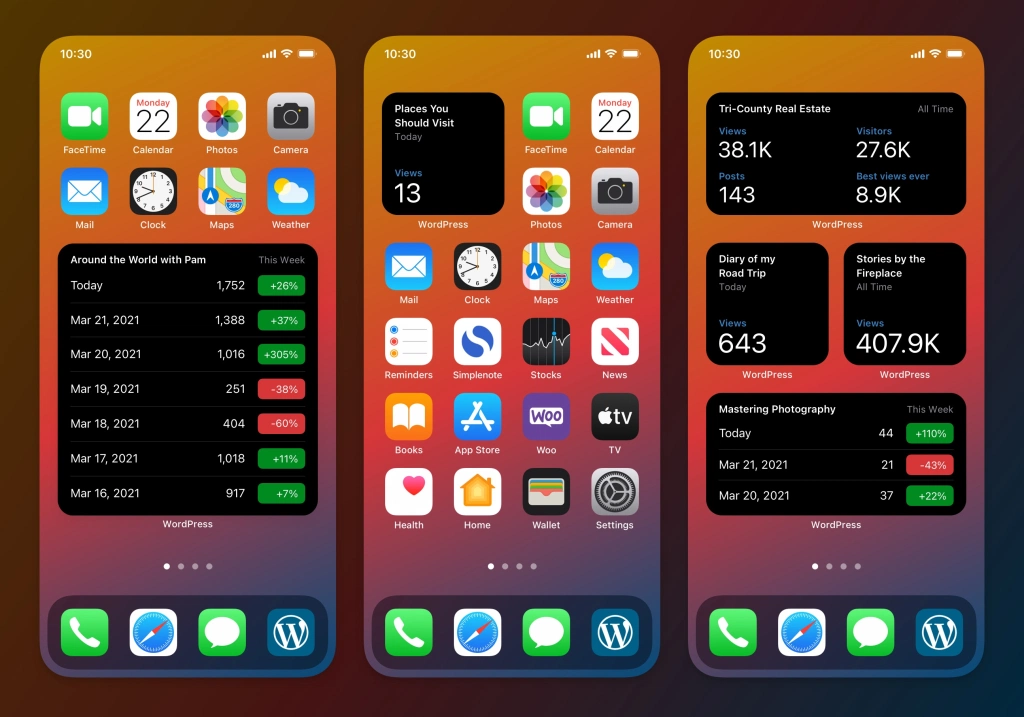 10:30
Monday
22
FaceTime Calendar Photos Camera
280
Mail Clock Maps Weather
Around the World with Pam This Week
Today 1,752 +26%
Mar 21, 2021 1,388 +37%
Mar 20, 2021 1,016 +305%
Mar 19, 2021 251 -38%
Mar 18, 2021 404 -60%
Mar 17, 2021 1,018 +11%
Mar 16, 2021 917 +7%
WordPress
10:30
Places You
Should Visit
Today
Views
13
WordPress
Monday
22
FaceTime Calendar
Photos Camera
280
Mail Clock Maps Weather
Reminders Simplenote Stocks News
WOO
tv
Books App Store Woo TV
Health Home Wallet Settings
10:30
Tri-County Real Estate All Time
Views Visitors
38.1K 27.6K
Posts Best views ever
143 8.9K
WordPress
Diary of my
Road Trip
Today
Views
643
WordPress
Stories by the
Fireplace
All Time
Views
407.9K
WordPress
Mastering Photography This Week
Today 44 +110%
Mar 21, 2021 21 -43%
Mar 20, 2021 37 +22%
WordPress